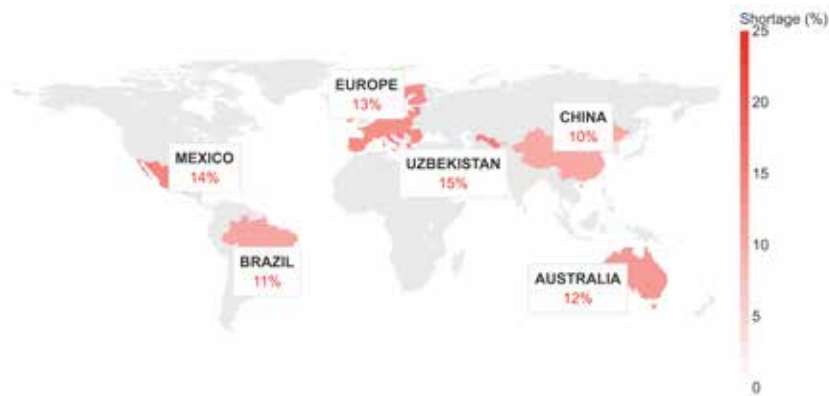 Shortage (%)
25
20
15
10
5
0
EUROPE
13%
CHINA
10%
MEXICO
14%
UZBEKISTAN
15%
BRAZIL
11%
AUSTRALIA
12%